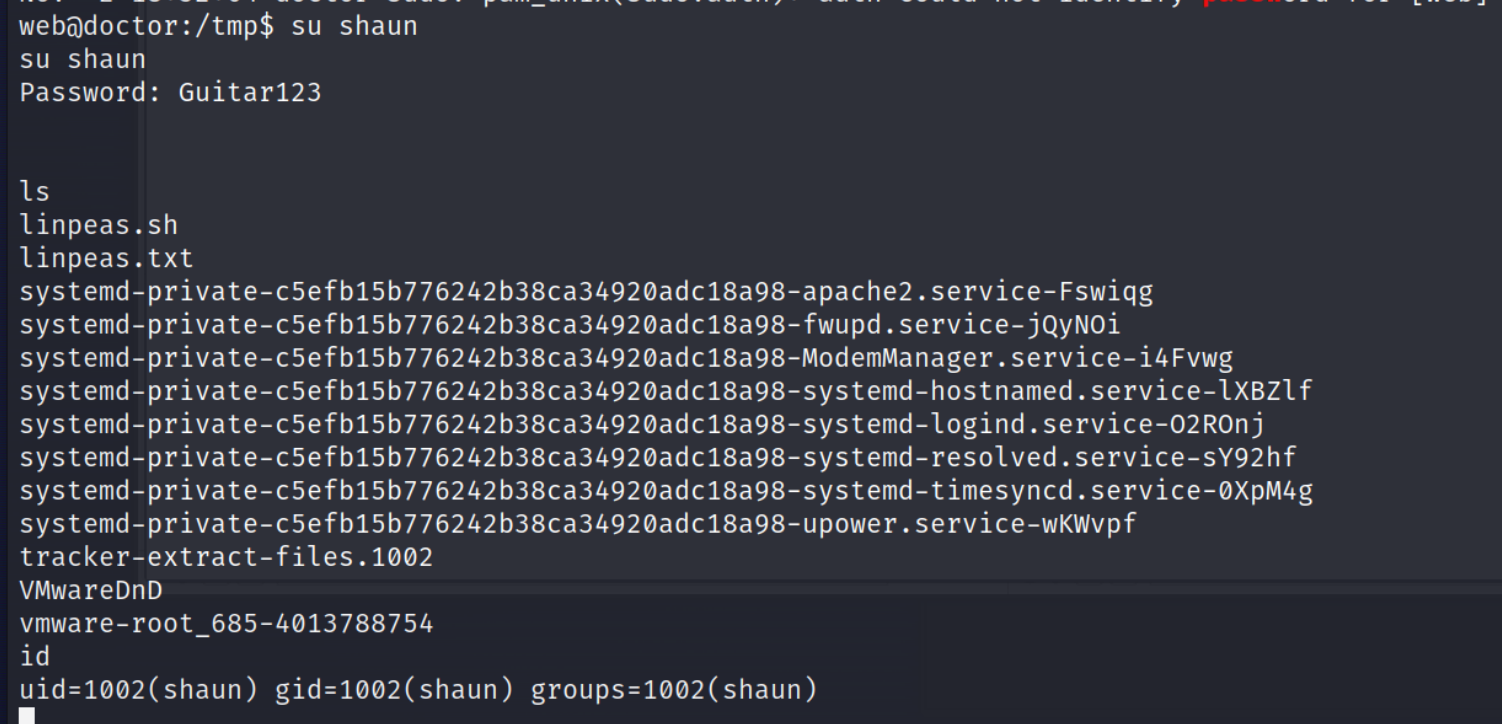 web@doctor:/tmp$ su shaun
su shaun
Password: Guitar123
ls
linpeas.sh
linpeas.txt
systemd-private-c5efb15b776242b38ca34920adc18a98-apache2.service-Fswiqg
systemd-private-c5efb15b776242b38ca34920adc18a98-fwupd.service-jQyNOi
systemd-private-c5efb15b776242b38ca34920adc18a98-ModemManager.service-i4Fvwg
systemd-private-c5efb15b776242b38ca34920adc18a98-systemd-hostnamed.service-lXBZlf
systemd-private-c5efb15b776242b38ca34920adc18a98-systemd-logind.service-O2ROnj
systemd-private-c5efb15b776242b38ca34920adc18a98-systemd-resolved.service-sY92hf
systemd-private-c5efb15b776242b38ca34920adc18a98-systemd-timesyncd.service-0XpM4g
systemd-private-c5efb15b776242b38ca34920adc18a98-upower.service-wKWvpf
tracker-extract-files.1002
VMwareDnD
vmware-root_685-4013788754
id
uid=1002(shaun) gid=1002(shaun) groups=1002(shaun)